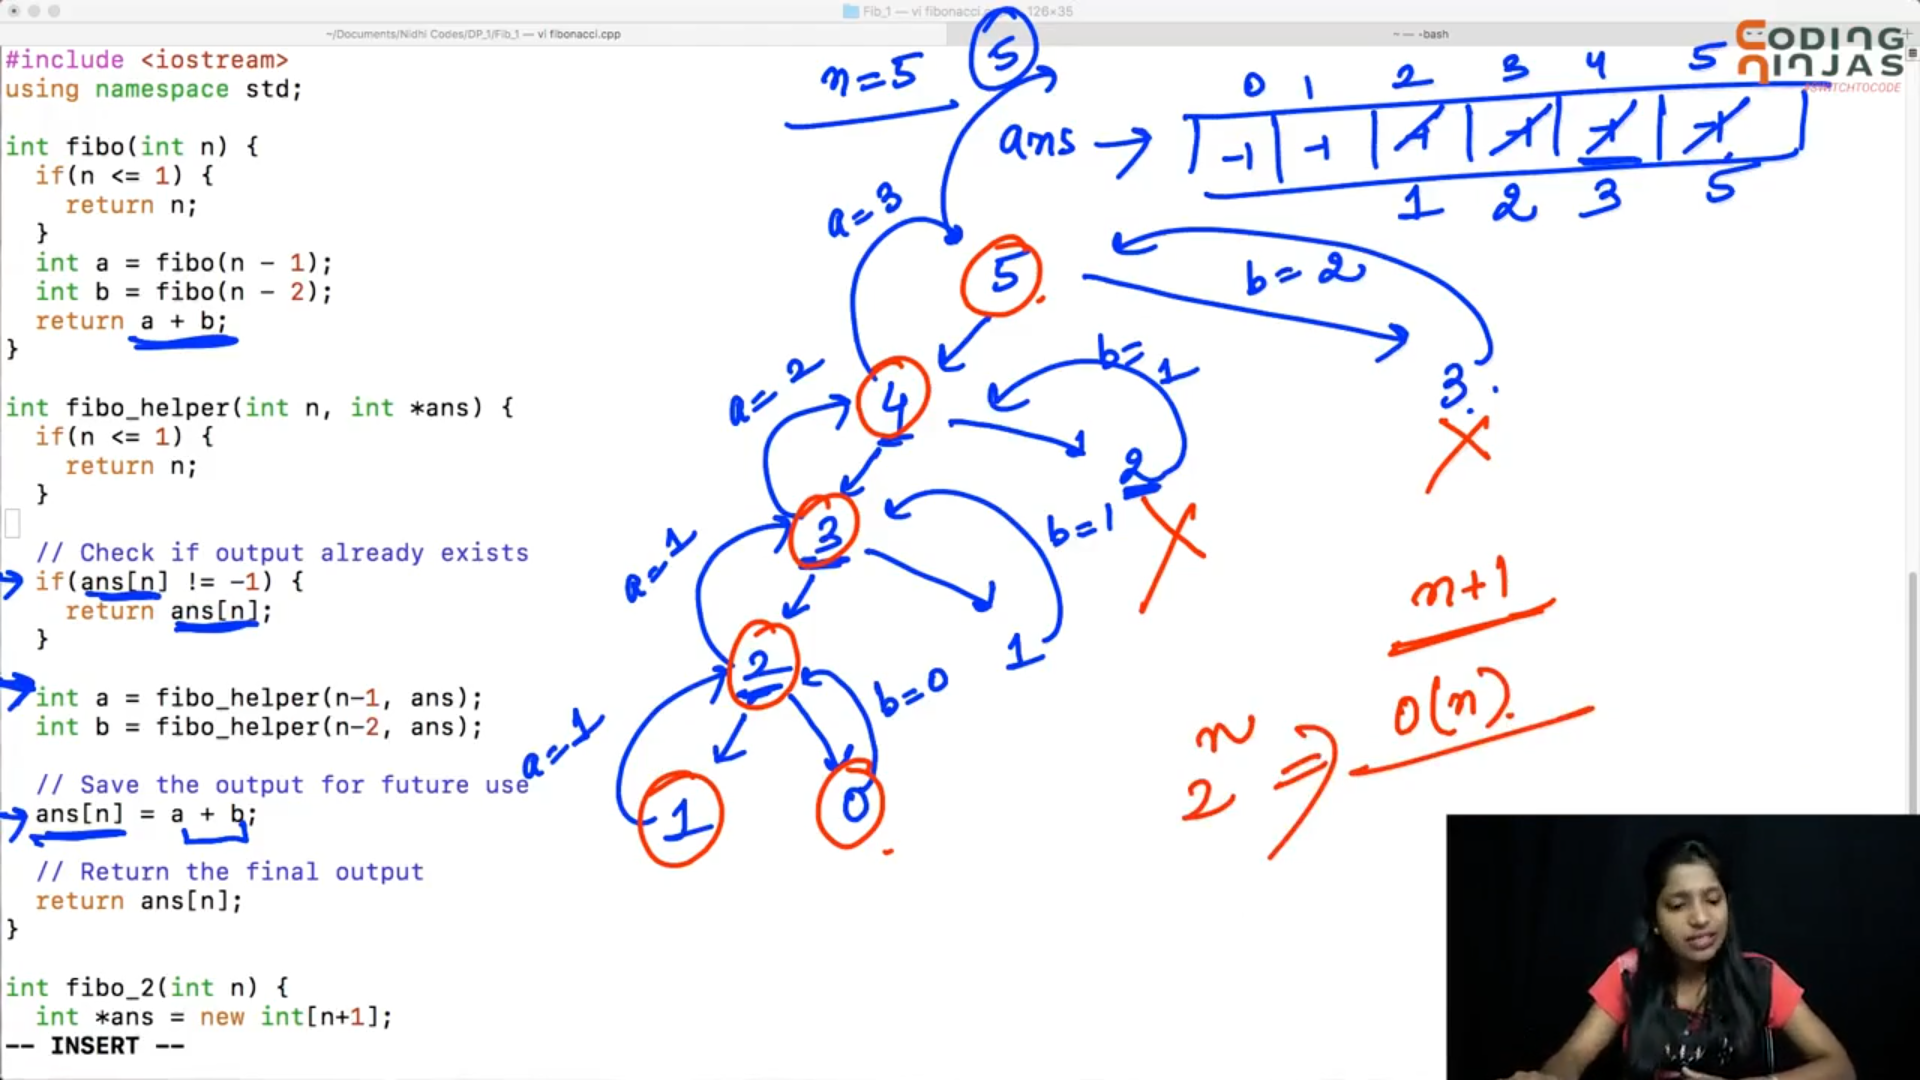 Fib_1 — vi fibonacci.cpp — 126×35
~/Documents/Nidhi Codes/DP_1/Fib_1 — vi fibonacci.cpp
~ — -bash
CODING
NINJAS
#SWITCHTOCODE
#include <iostream>
using namespace std;
int fibo(int n) {
if(n <= 1) {
return n;
}
int a = fibo(n - 1);
int b = fibo(n - 2);
return a + b;
}
int fibo_helper(int n, int *ans) {
if(n <= 1) {
return n;
}
// Check if output already exists
if(ans[n] != -1) {
return ans[n];
}
int a = fibo_helper(n-1, ans);
int b = fibo_helper(n-2, ans);
// Save the output for future use
ans[n] = a + b;
// Return the final output
return ans[n];
}
int fibo_2(int n) {
int *ans = new int[n+1];
-- INSERT --
n=5
5
0 1 2 3 4 5
ans → -1 -1 -1 -1 -1 -1
1 2 3 5
a=3
5
b=2
a=2
4
b=1
3
2
a=1
3
b=1
2
1
a=1
b=0
1
0
n+1
O(n)
2ⁿ ⇒